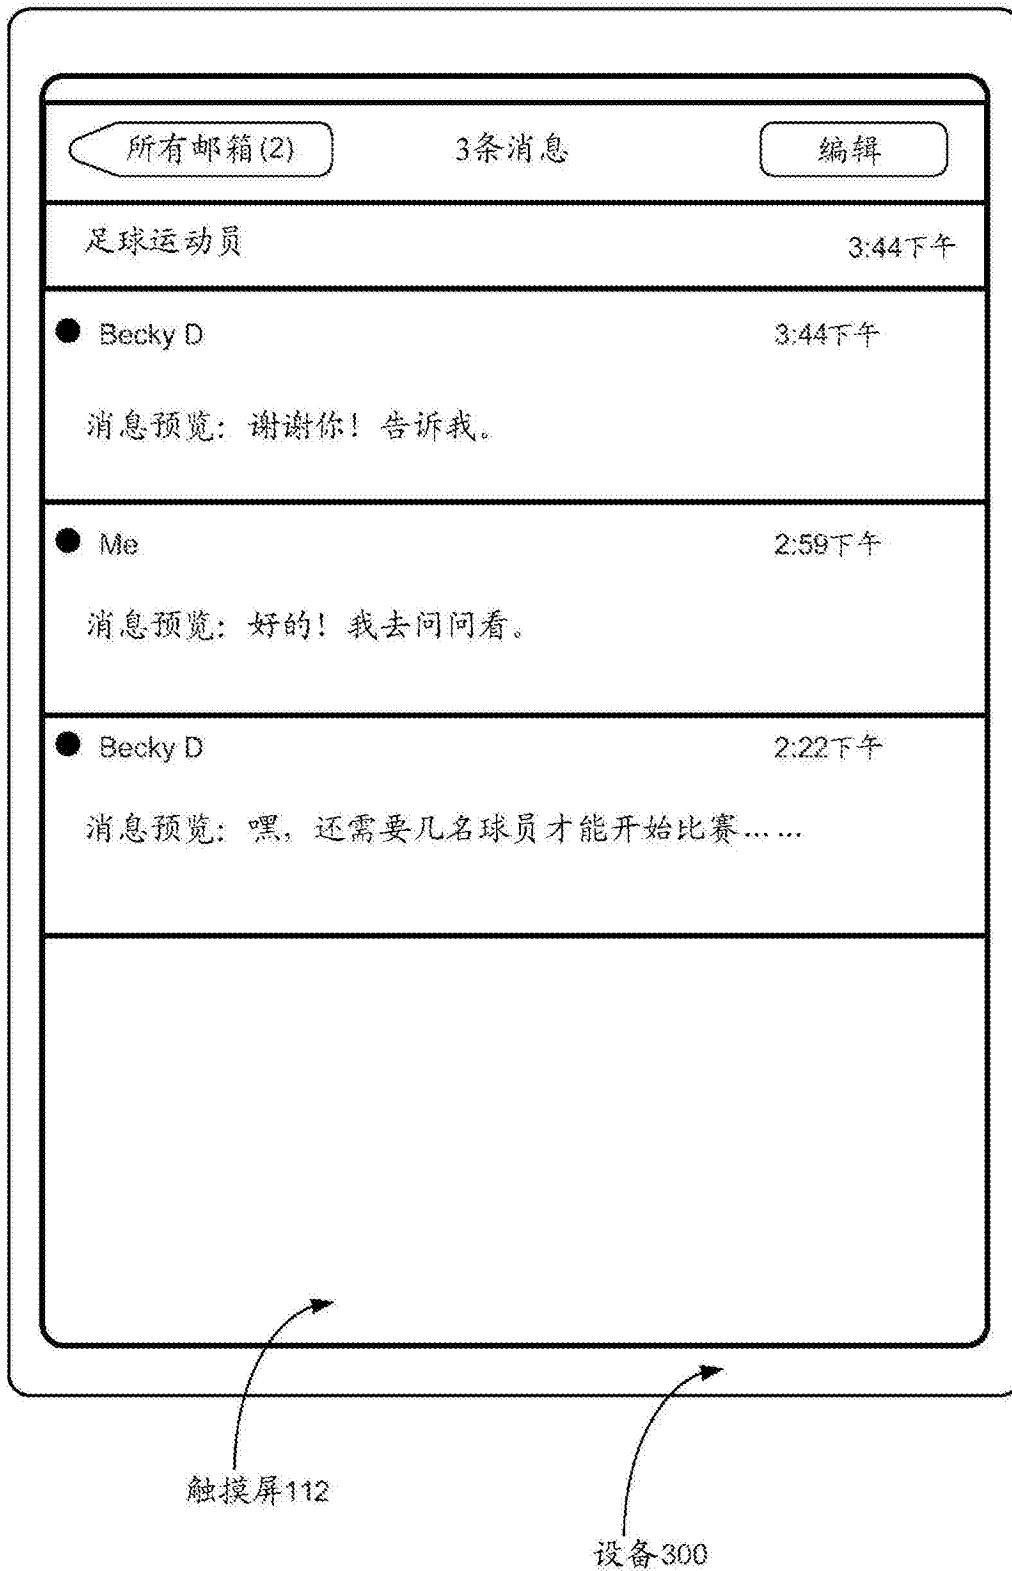 所有邮箱(2) 3条消息 编辑
足球运动员 3:44下午
Becky D 3:44下午
消息预览：谢谢你！告诉我。
Me 2:59下午
消息预览：好的！我去问问看。
Becky D 2:22下午
消息预览：嘿，还需要几名球员才能开始比赛……
触摸屏112
设备300